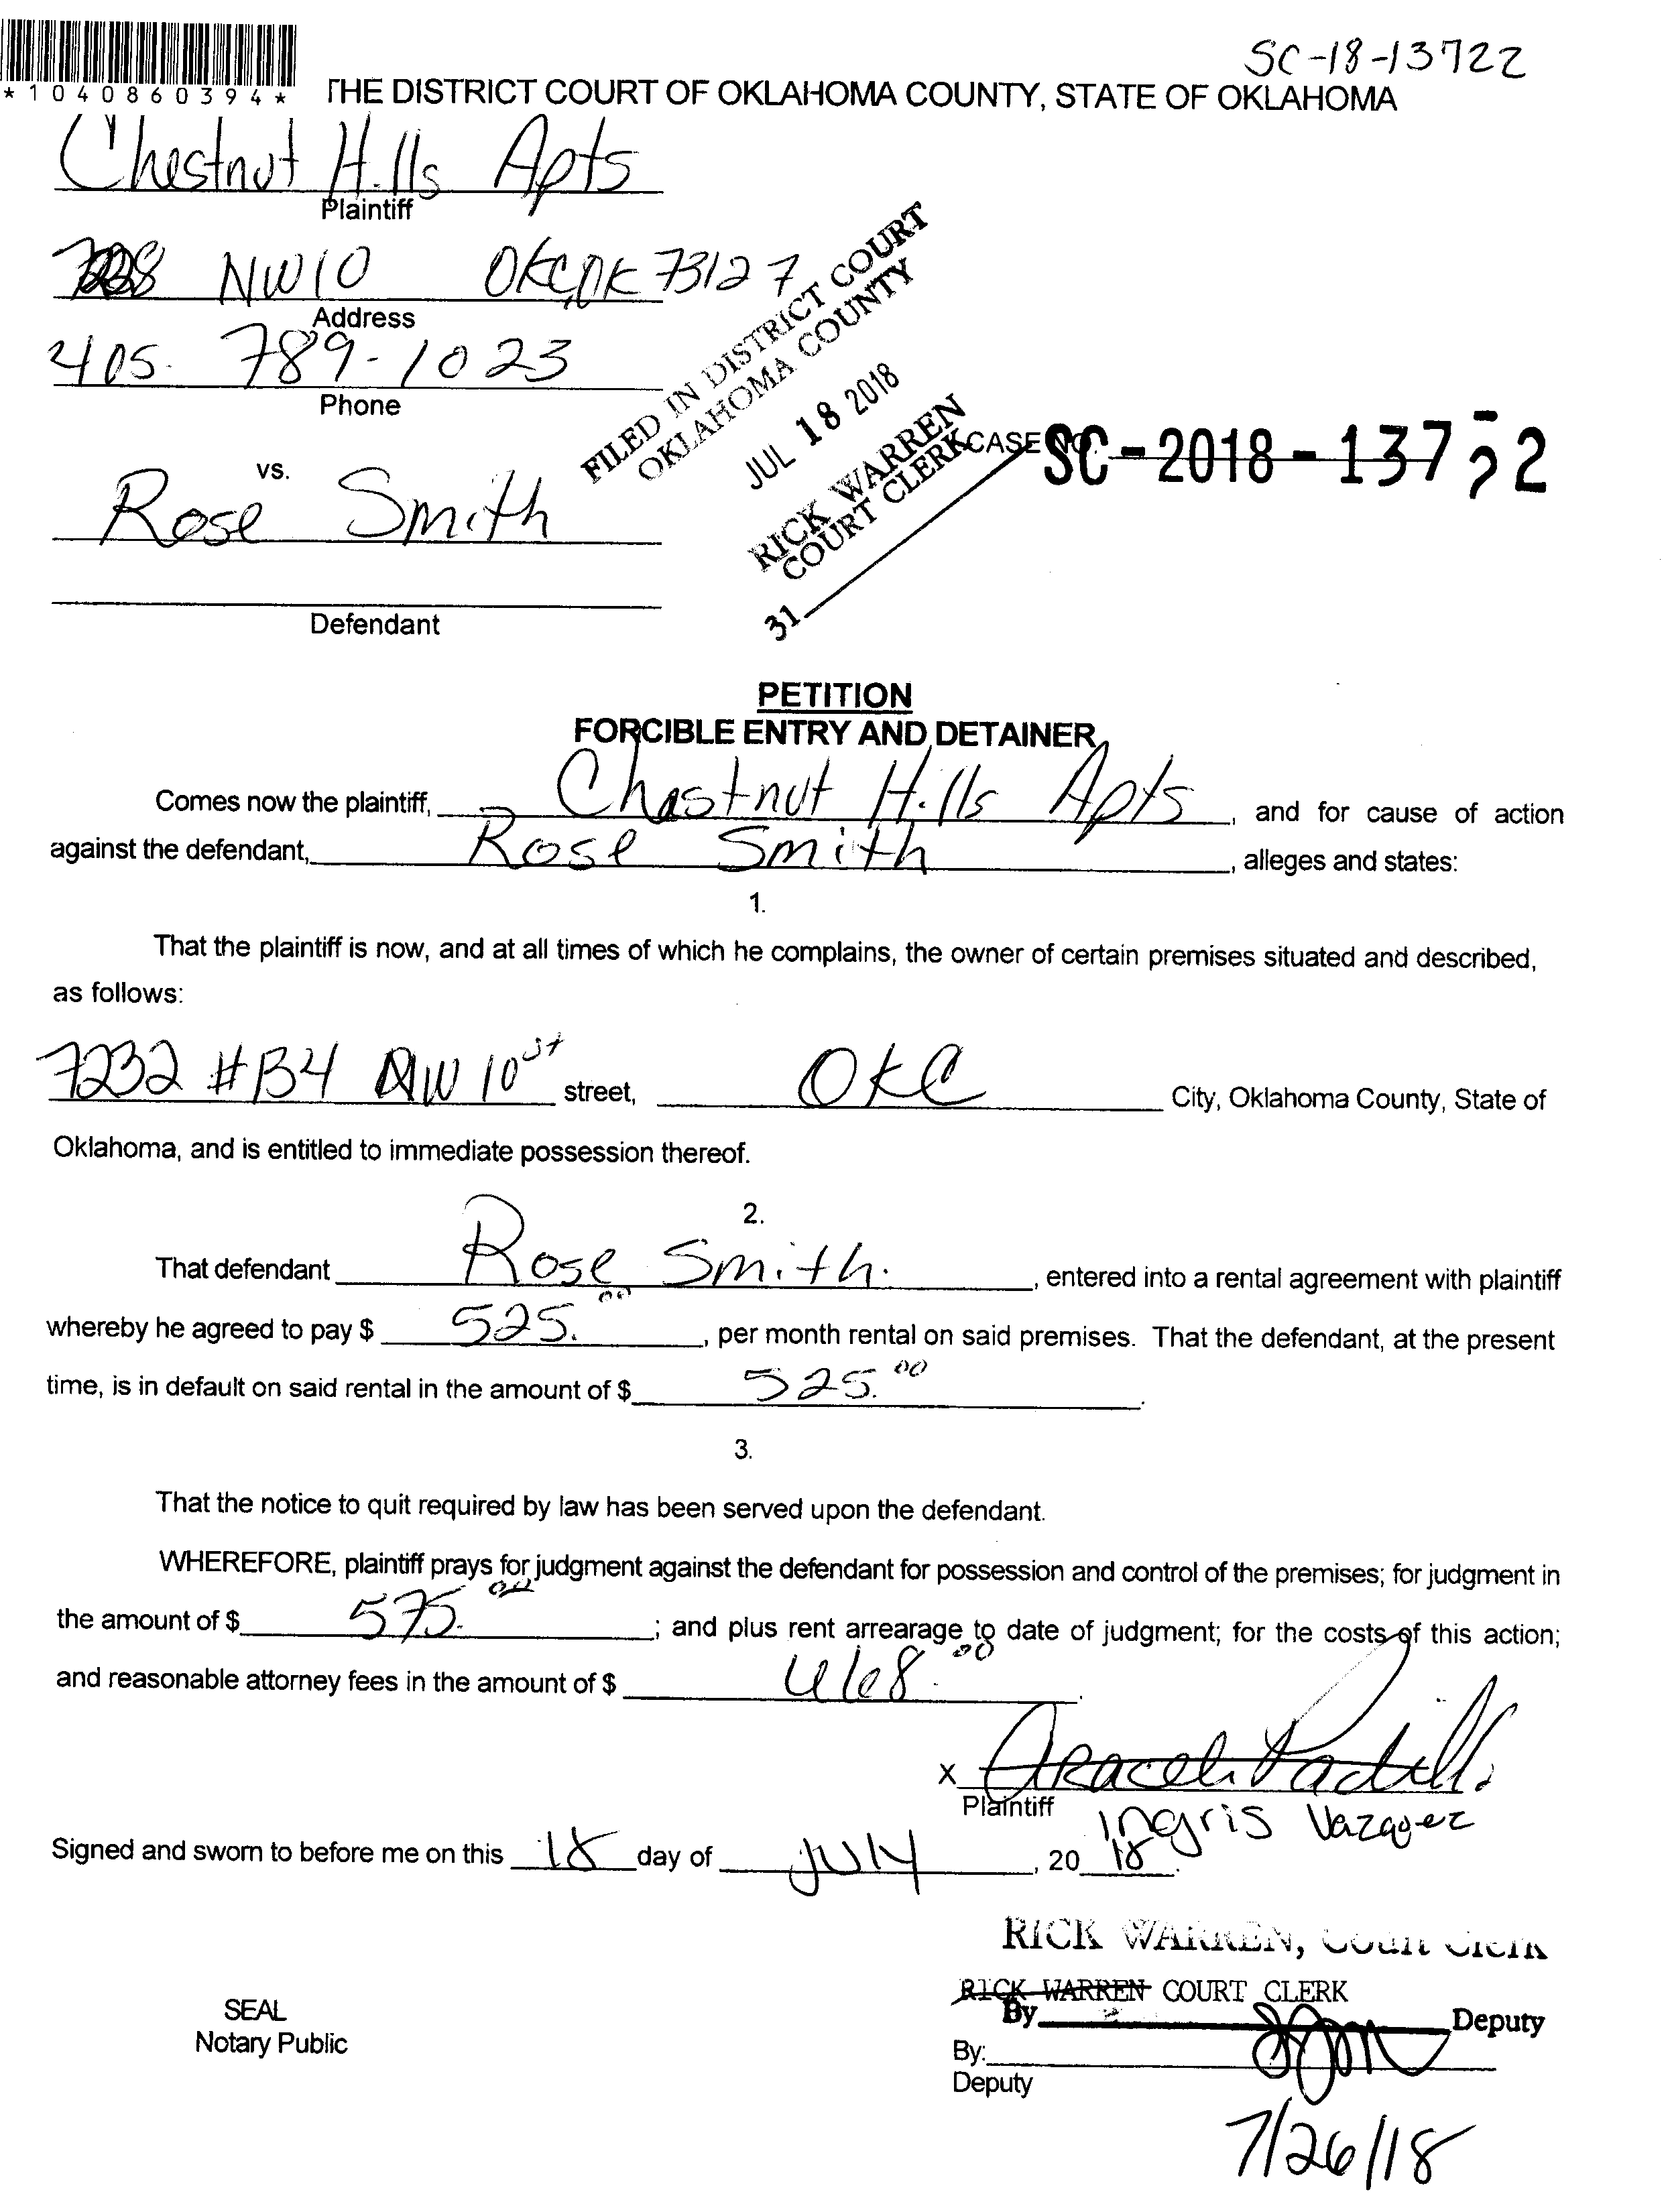 SC-18-13722
*1040860394*
THE DISTRICT COURT OF OKLAHOMA COUNTY, STATE OF OKLAHOMA
Chestnut Hills Apts
Plaintiff
NW 10 OKC, OK 73127
Address
405. 789-1023
Phone
FILED IN DISTRICT COURT
OKLAHOMA COUNTY
JUL 18 2018
RICK WARREN
COURT CLERK
31
CASE NO. SC-2018-13722
vs.
Rose Smith
Defendant
PETITION
FORCIBLE ENTRY AND DETAINER
Comes now the plaintiff, Chestnut Hills Apts, and for cause of action
against the defendant, Rose Smith, alleges and states:
1.
That the plaintiff is now, and at all times of which he complains, the owner of certain premises situated and described,
as follows:
7232 #B4 NW 10 st street, OKC City, Oklahoma County, State of
Oklahoma, and is entitled to immediate possession thereof.
2.
That defendant Rose Smith, entered into a rental agreement with plaintiff
whereby he agreed to pay $ 525.00, per month rental on said premises. That the defendant, at the present
time, is in default on said rental in the amount of $ 525.00.
3.
That the notice to quit required by law has been served upon the defendant.
WHEREFORE, plaintiff prays for judgment against the defendant for possession and control of the premises; for judgment in
the amount of $ 575.00; and plus rent arrearage to date of judgment; for the costs of this action;
and reasonable attorney fees in the amount of $ .00.
X Araceli Padilla
Plaintiff
Ingris Vazquez
Signed and sworn to before me on this 18 day of July, 20 18.
RICK WARREN, Court Clerk
RICK WARREN COURT CLERK
By Deputy
SEAL
Notary Public
By:
Deputy
7/26/18